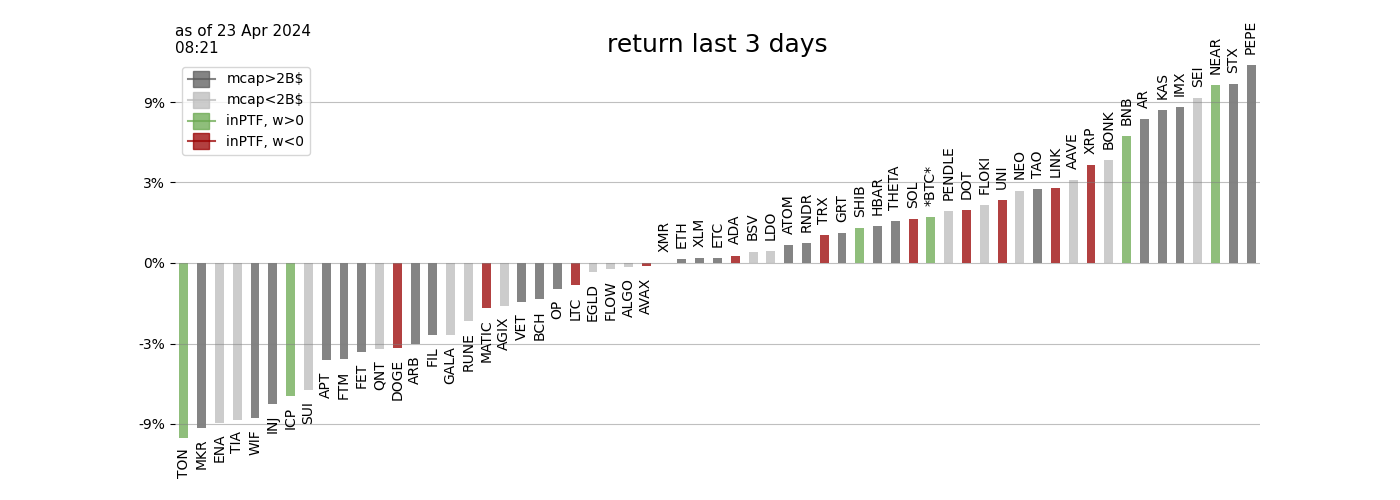 as of 23 Apr 2024
08:21
return last 3 days
mcap>2B$
mcap<2B$
inPTF, w>0
inPTF, w<0
9%
3%
0%
-3%
-9%
TON
MKR
ENA
TIA
WIF
INJ
ICP
SUI
APT
FTM
FET
QNT
DOGE
ARB
FIL
GALA
RUNE
MATIC
AGIX
VET
BCH
OP
LTC
EGLD
FLOW
ALGO
AVAX
XMR
ETH
XLM
ETC
ADA
BSV
LDO
ATOM
RNDR
TRX
GRT
SHIB
HBAR
THETA
SOL
*BTC*
PENDLE
DOT
FLOKI
UNI
NEO
TAO
LINK
AAVE
XRP
BONK
BNB
AR
KAS
IMX
SEI
NEAR
STX
PEPE